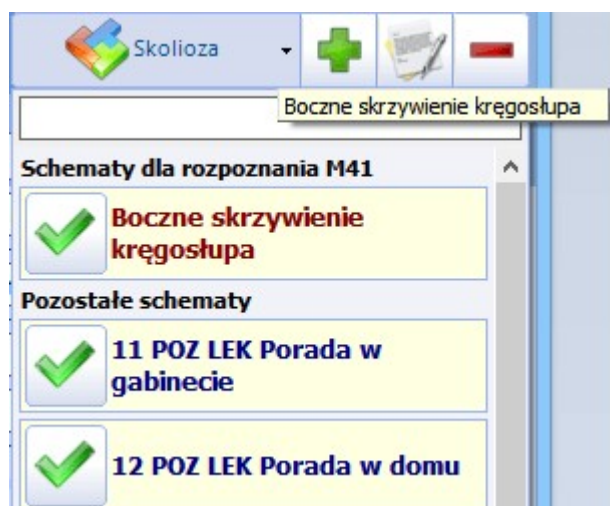 Skolioza
Boczne skrzywienie kręgosłupa
Schematy dla rozpoznania M41
Boczne skrzywienie
kręgosłupa
Pozostałe schematy
11 POZ LEK Porada w
gabinecie
12 POZ LEK Porada w domu